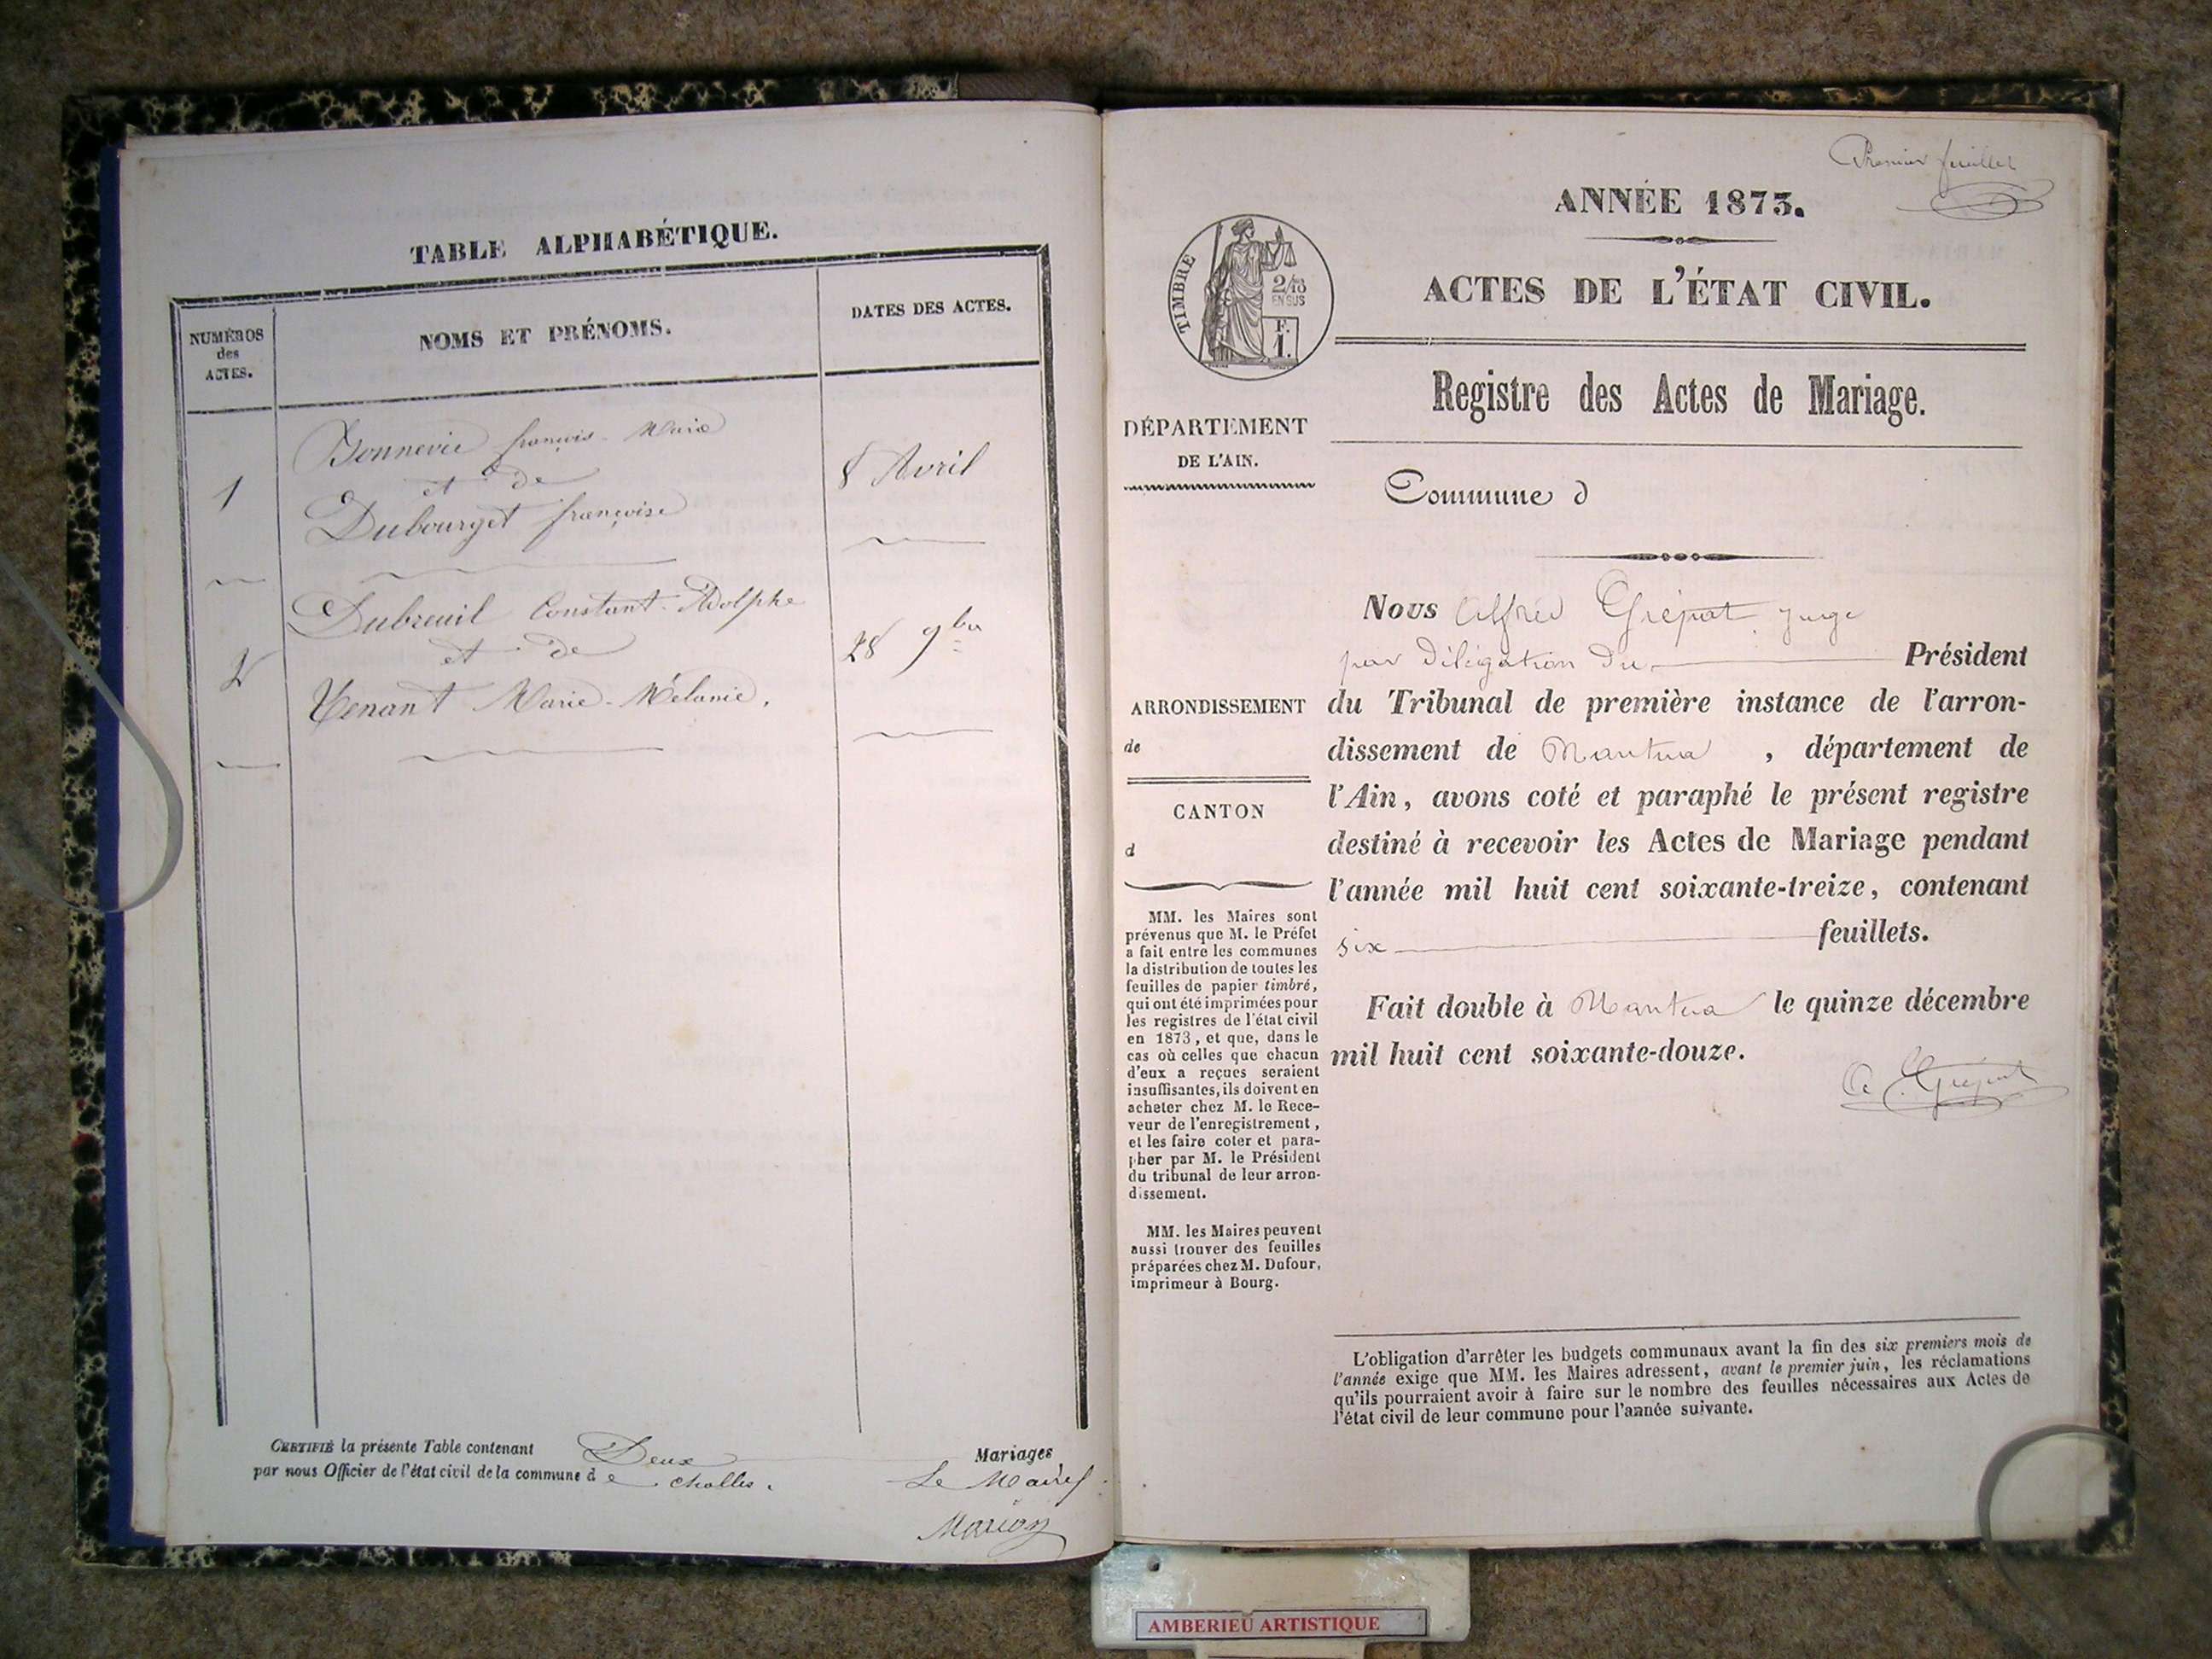 TABLE ALPHABÉTIQUE.
NUMÉROS
des
ACTES.
NOMS ET PRÉNOMS.
DATES DES ACTES.
1
Bonnevie françois-Marie
et de
Dubourget françoise
8 Avril
2
Dubreuil Constant-Adolphe
et de
Tenant Marie-Mélanie.
28 9bre
CERTIFIÉ la présente Table contenant Deux Mariages
par nous Officier de l'état civil de la commune de Challes.
Le Maire
Marion
Premier feuillet
ANNÉE 1873.
ACTES DE L'ÉTAT CIVIL.
TIMBRE
2/10
EN SUS
F.
1.
Registre des Actes de Mariage.
DÉPARTEMENT
DE L'AIN.
Commune d
ARRONDISSEMENT
de
CANTON
d
MM. les Maires sont
prévenus que M. le Préfet
a fait entre les communes
la distribution de toutes les
feuilles de papier timbré,
qui ont été imprimées pour
les registres de l'état civil
en 1873, et que, dans le
cas où celles que chacun
d'eux a reçues seraient
insuffisantes, ils doivent en
acheter chez M. le Rece-
veur de l'enregistrement,
et les faire coter et para-
pher par M. le Président
du tribunal de leur arron-
dissement.
MM. les Maires peuvent
aussi trouver des feuilles
préparées chez M. Dufour,
imprimeur à Bourg.
Nous Alfred Grépat, juge
par délégation du Président
du Tribunal de première instance de l'arron-
dissement de Nantua, département de
l'Ain, avons coté et paraphé le présent registre
destiné à recevoir les Actes de Mariage pendant
l'année mil huit cent soixante-treize, contenant
six feuillets.
Fait double à Nantua le quinze décembre
mil huit cent soixante-douze.
A. Grépat
L'obligation d'arrêter les budgets communaux avant la fin des six premiers mois de
l'année exige que MM. les Maires adressent, avant le premier juin, les réclamations
qu'ils pourraient avoir à faire sur le nombre des feuilles nécessaires aux Actes de
l'état civil de leur commune pour l'année suivante.
AMBERIEU ARTISTIQUE